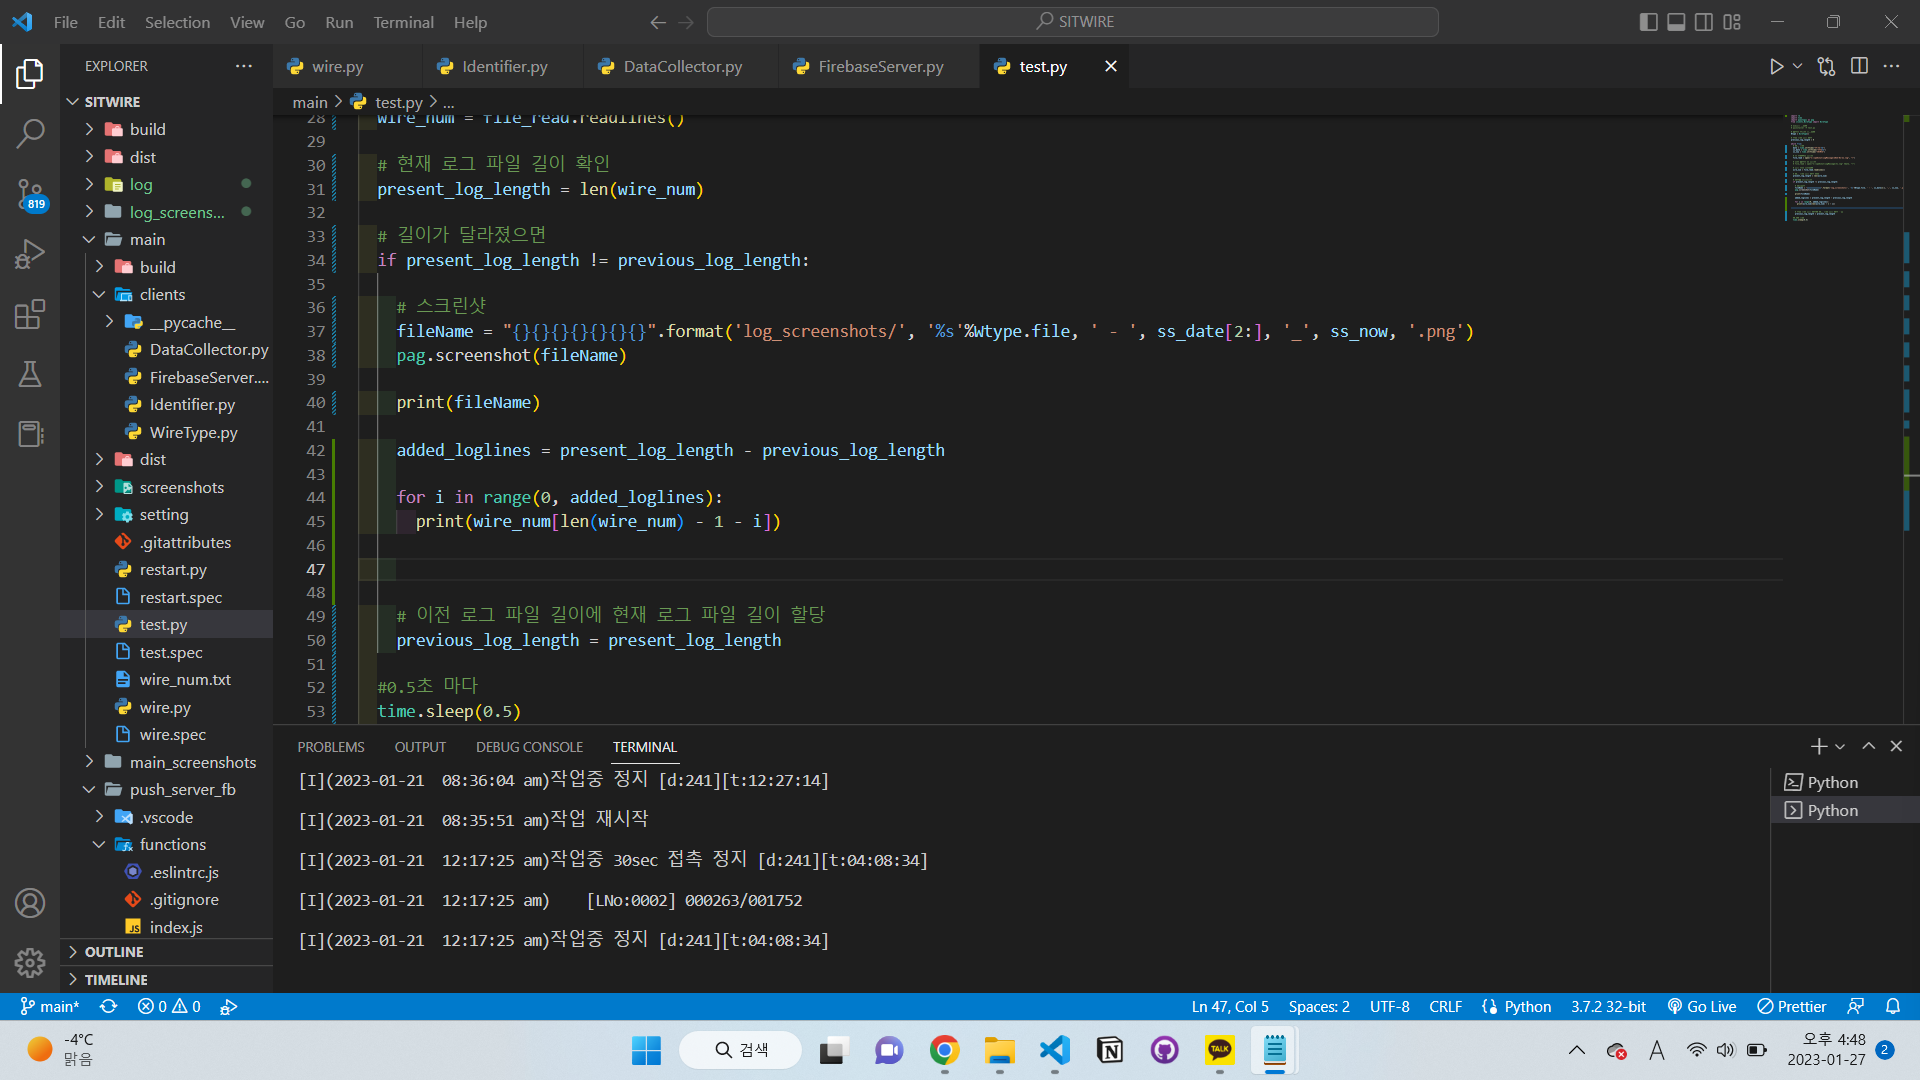 File Edit Selection View Go Run Terminal Help
SITWIRE
EXPLORER
SITWIRE
build
dist
log
log_screens...
main
build
clients
__pycache__
DataCollector.py
FirebaseServer....
Identifier.py
WireType.py
dist
screenshots
setting
.gitattributes
restart.py
restart.spec
test.py
test.spec
wire_num.txt
wire.py
wire.spec
main_screenshots
push_server_fb
.vscode
functions
.eslintrc.js
.gitignore
JS index.js
OUTLINE
TIMELINE
819
wire.py Identifier.py DataCollector.py FirebaseServer.py test.py
main > test.py > ...
28 wire_num = file_read.readlines()
29
30 # 현재 로그 파일 길이 확인
31 present_log_length = len(wire_num)
32
33 # 길이가 달라졌으면
34 if present_log_length != previous_log_length:
35
36 # 스크린샷
37 fileName = "{}{}{}{}{}{}{}".format('log_screenshots/', '%s'%Wtype.file, ' - ', ss_date[2:], '_', ss_now, '.png')
38 pag.screenshot(fileName)
39
40 print(fileName)
41
42 added_loglines = present_log_length - previous_log_length
43
44 for i in range(0, added_loglines):
45 print(wire_num[len(wire_num) - 1 - i])
46
47
48
49 # 이전 로그 파일 길이에 현재 로그 파일 길이 할당
50 previous_log_length = present_log_length
51
52 #0.5초 마다
53 time.sleep(0.5)
PROBLEMS OUTPUT DEBUG CONSOLE TERMINAL
[I](2023-01-21  08:36:04 am)작업중 정지 [d:241][t:12:27:14]
[I](2023-01-21  08:35:51 am)작업 재시작
[I](2023-01-21  12:17:25 am)작업중 30sec 접촉 정지 [d:241][t:04:08:34]
[I](2023-01-21  12:17:25 am)    [LNo:0002] 000263/001752
[I](2023-01-21  12:17:25 am)작업중 정지 [d:241][t:04:08:34]
Python
Python
main* 0 0 Ln 47, Col 5 Spaces: 2 UTF-8 CRLF Python 3.7.2 32-bit Go Live Prettier
-4°C
맑음
검색
TALK
A
오후 4:48
2023-01-27
2